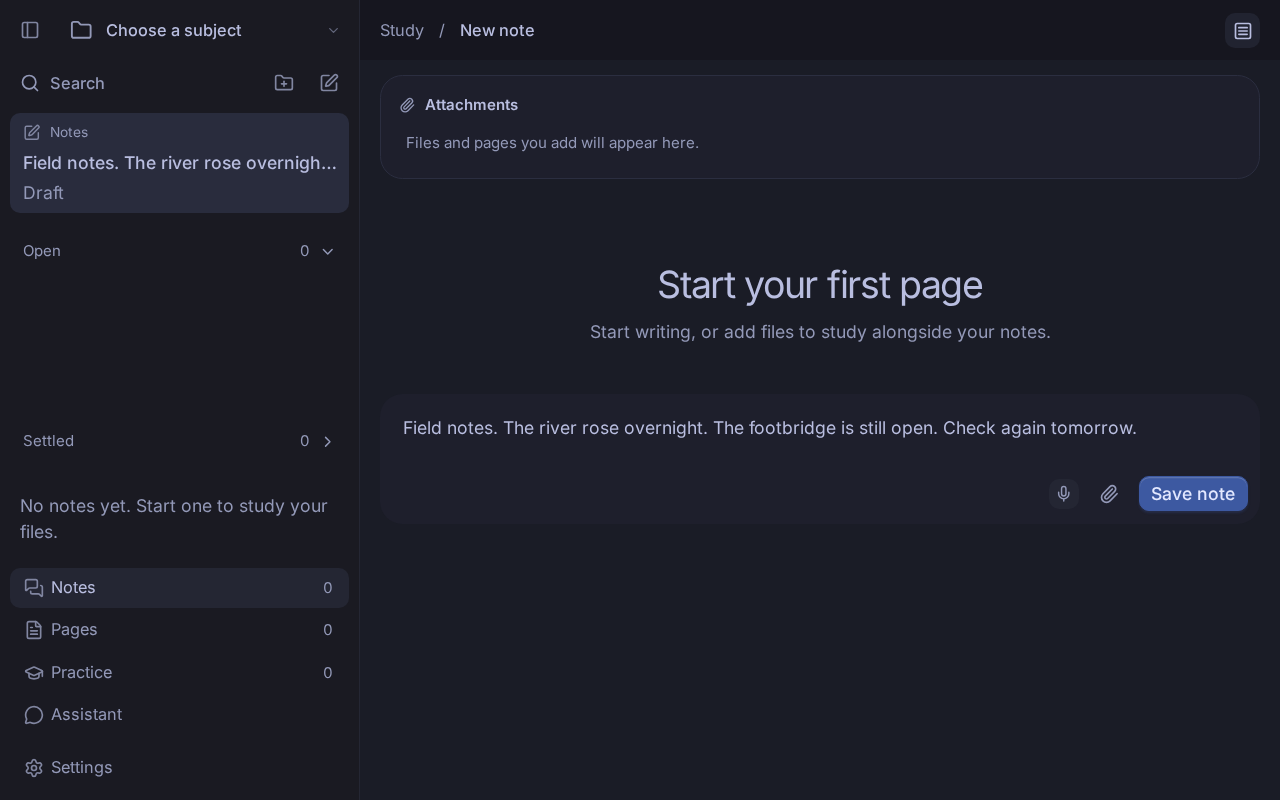 Choose a subject
Search
Notes
Field notes. The river rose overnigh...
Draft
Open 0
Settled 0
No notes yet. Start one to study your
files.
Notes 0
Pages 0
Practice 0
Assistant
Settings
Study / New note
Attachments
Files and pages you add will appear here.
Start your first page
Start writing, or add files to study alongside your notes.
Field notes. The river rose overnight. The footbridge is still open. Check again tomorrow.
Save note